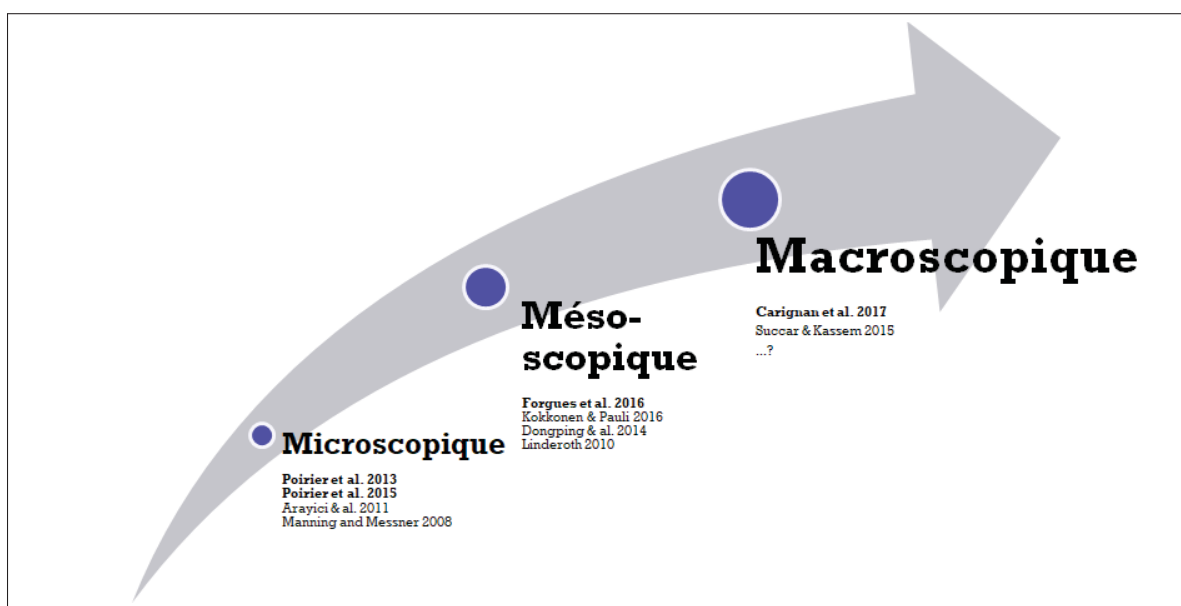 Microscopique
Poirier et al. 2013
Poirier et al. 2015
Arayici & al. 2011
Manning and Messner 2008
Méso-
scopique
Forgues et al. 2016
Kokkonen & Pauli 2016
Dongping & al. 2014
Linderoth 2010
Macroscopique
Carignan et al. 2017
Succar & Kassem 2015
...?